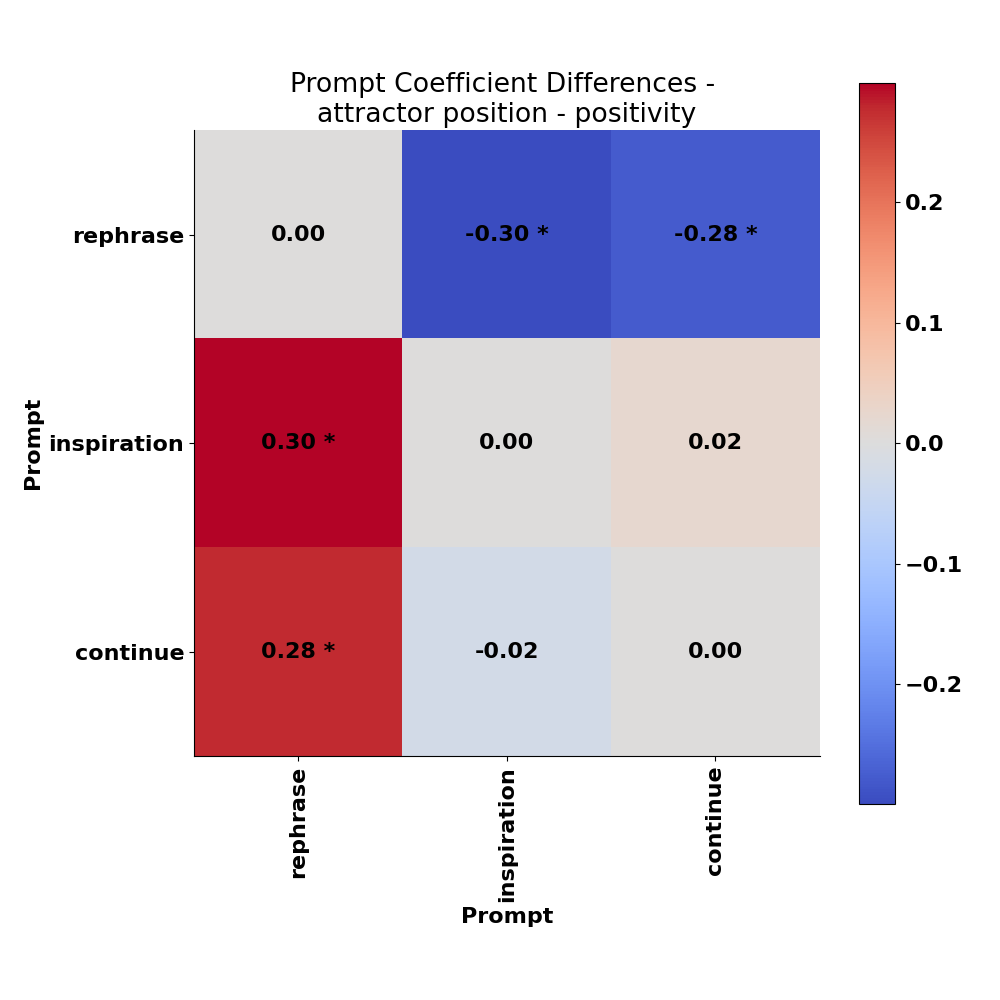 Prompt Coefficient Differences -
attractor position - positivity
rephrase
0.00
-0.30 *
-0.28 *
inspiration
0.30 *
0.00
0.02
continue
0.28 *
-0.02
0.00
Prompt
rephrase
inspiration
continue
Prompt
0.2
0.1
0.0
−0.1
−0.2